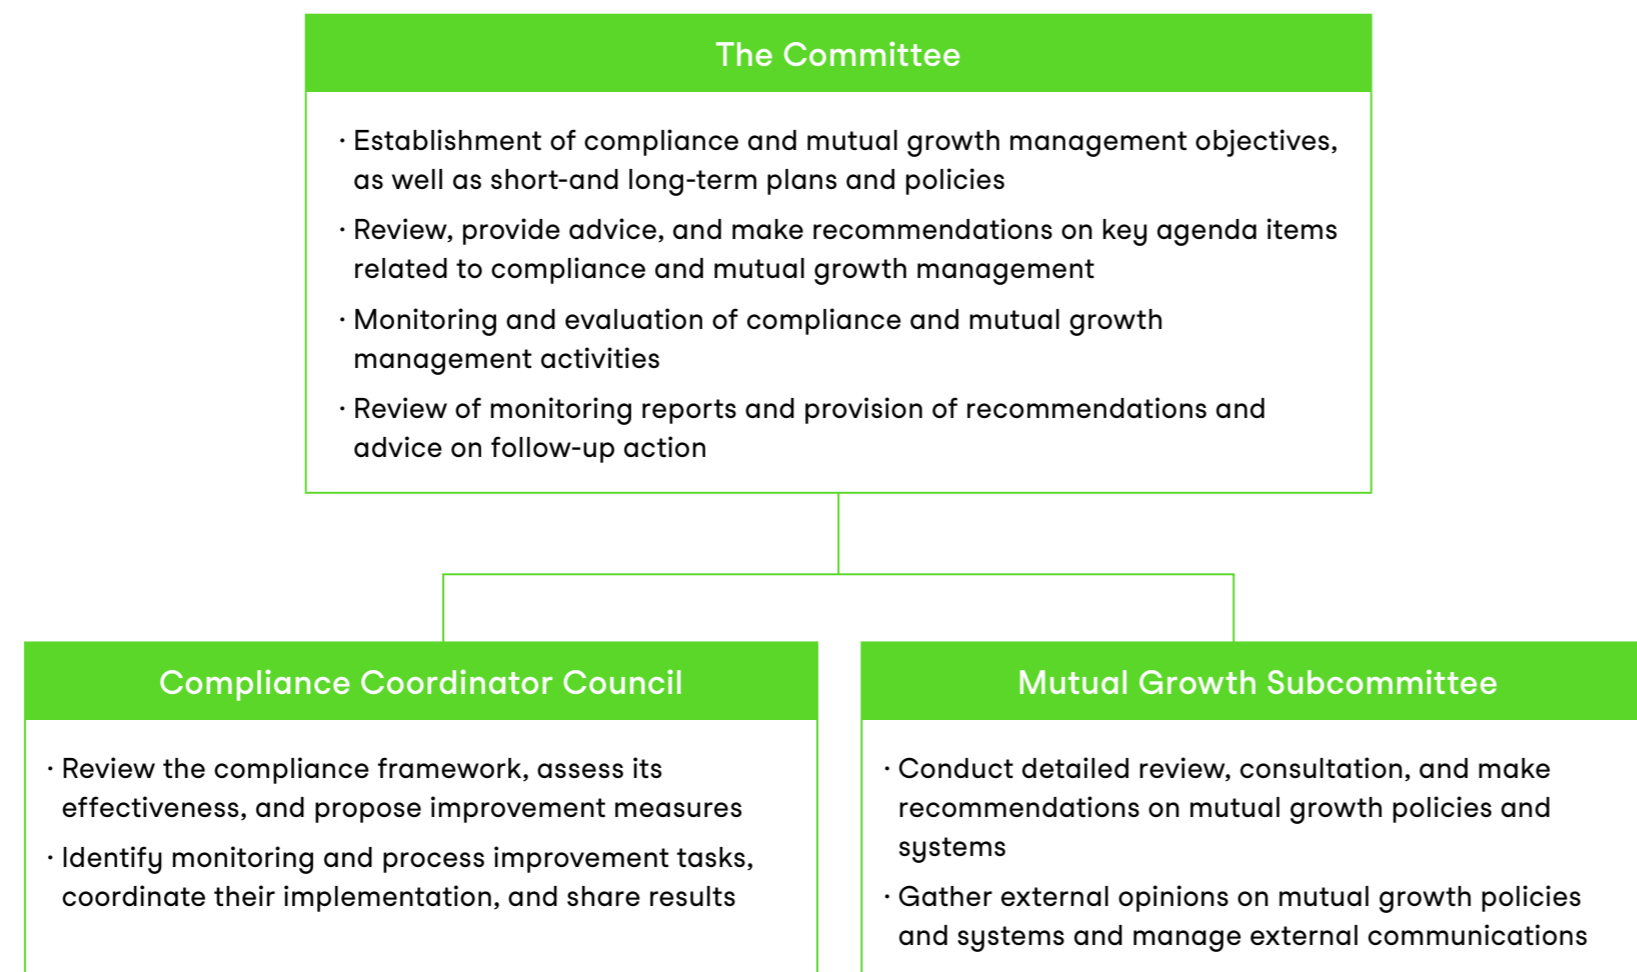 The Committee
· Establishment of compliance and mutual growth management objectives,
as well as short-and long-term plans and policies
· Review, provide advice, and make recommendations on key agenda items
related to compliance and mutual growth management
· Monitoring and evaluation of compliance and mutual growth
management activities
· Review of monitoring reports and provision of recommendations and
advice on follow-up action
Compliance Coordinator Council
· Review the compliance framework, assess its
effectiveness, and propose improvement measures
· Identify monitoring and process improvement tasks,
coordinate their implementation, and share results
Mutual Growth Subcommittee
· Conduct detailed review, consultation, and make
recommendations on mutual growth policies and
systems
· Gather external opinions on mutual growth policies
and systems and manage external communications